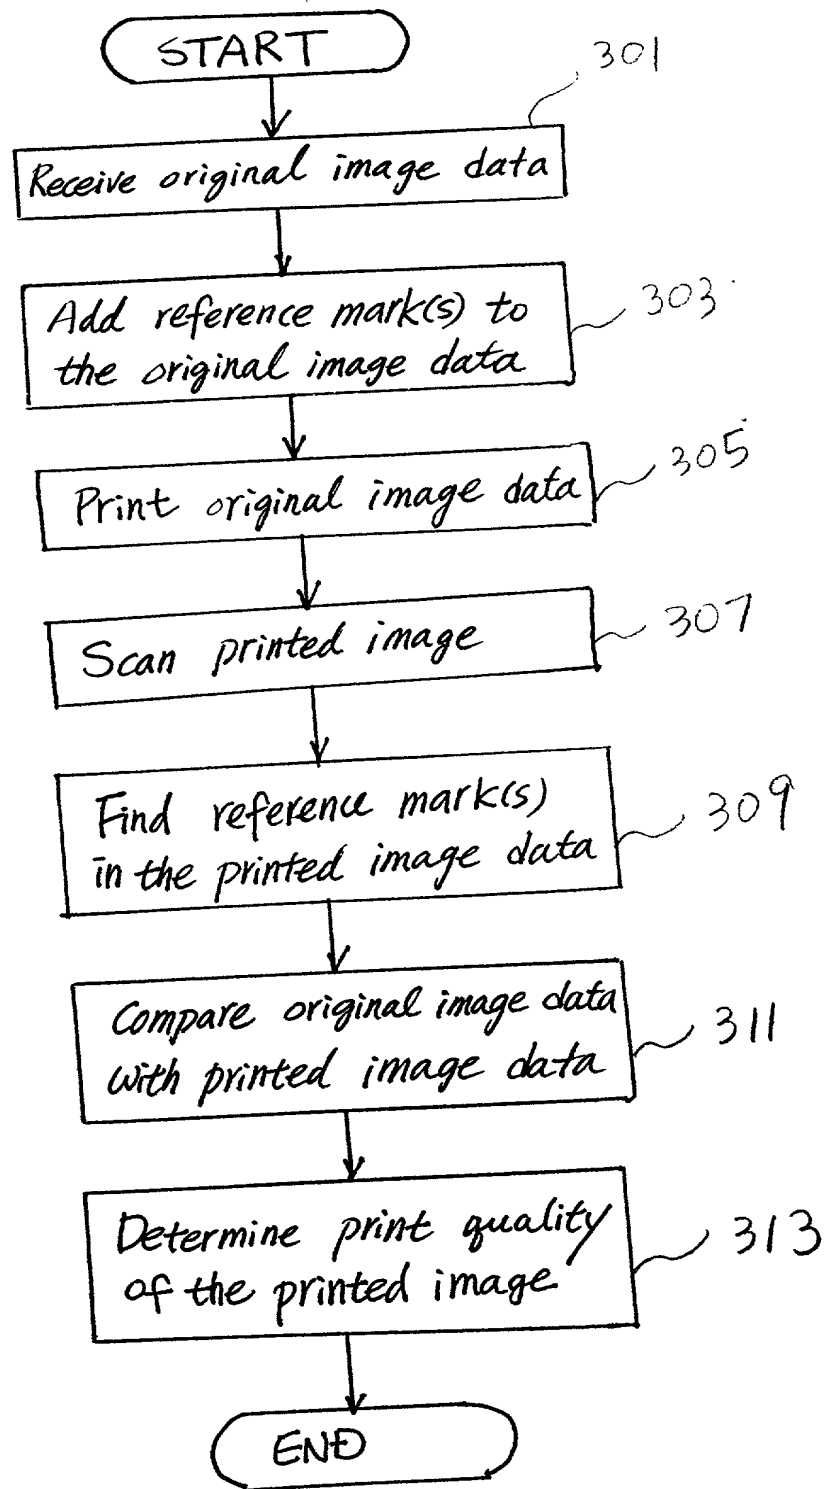 START
301
Receive original image data
Add reference mark(s) to
the original image data
303
Print original image data
305
Scan printed image
307
Find reference mark(s)
in the printed image data
309
Compare original image data
with printed image data
311
Determine print quality
of the printed image
313
END